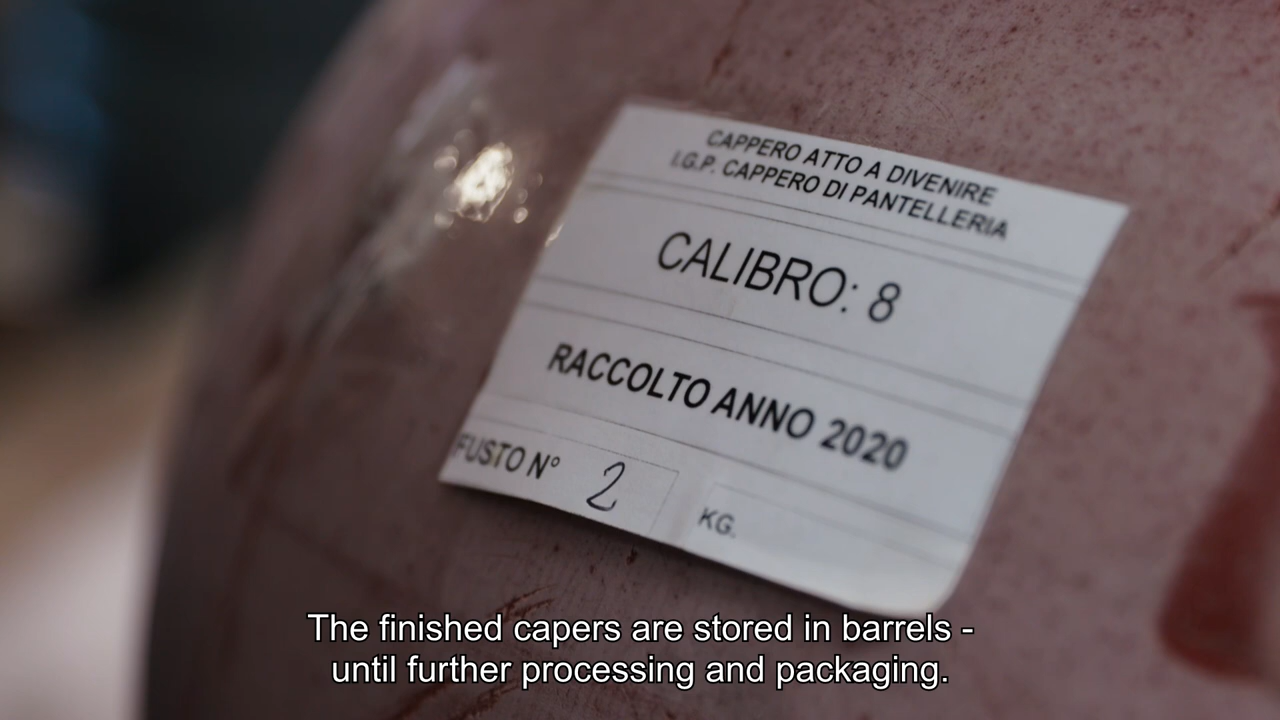 CAPPERO ATTO A DIVENIRE
I.G.P. CAPPERO DI PANTELLERIA
CALIBRO: 8
RACCOLTO ANNO 2020
FUSTO N° 2
KG.
The finished capers are stored in barrels -
until further processing and packaging.